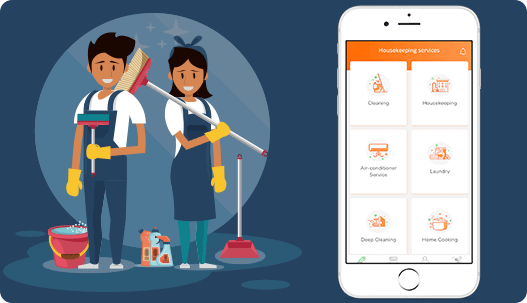 Housekeeping services
Cleaning
Housekeeping
Air-conditioner
Service
Laundry
Deep Cleaning
Home Cooking